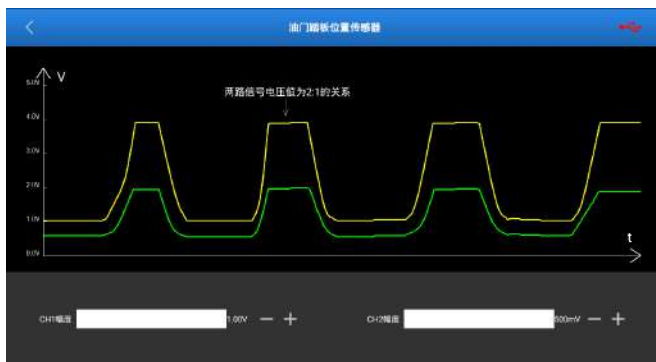 油门踏板位置传感器
5.0V
V
两路信号电压值为2:1的关系
4.0V
3.0V
2.0V
1.0V
t
0.0V
CH1幅度 1.00V
CH2幅度 500mV